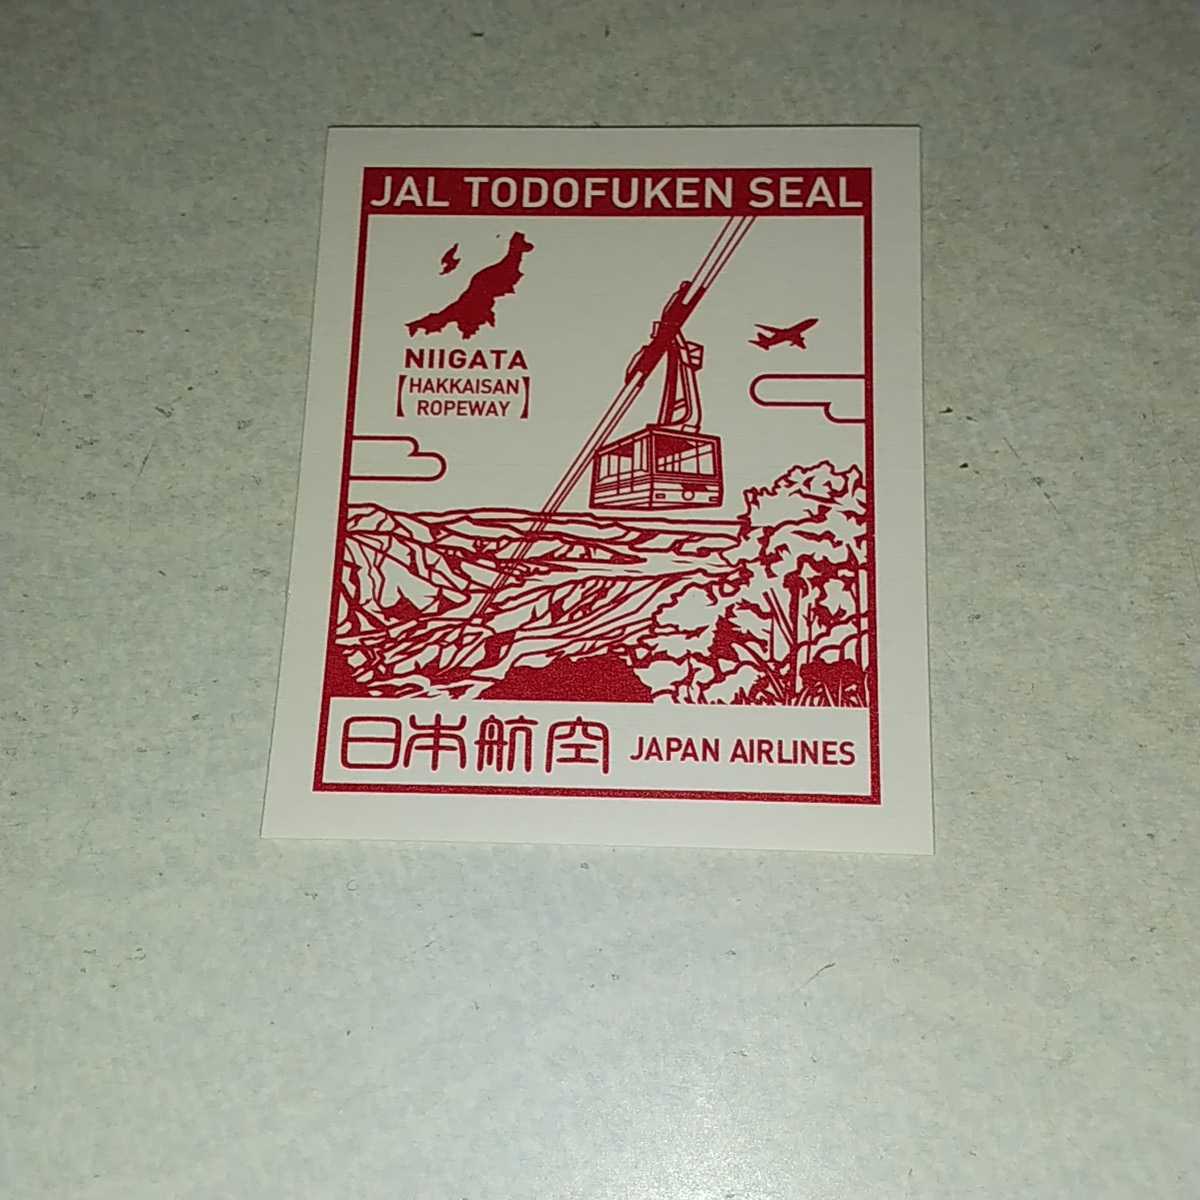 JAL TODOFUKEN SEAL
NIIGATA
【HAKKAISAN
ROPEWAY】
日本航空 JAPAN AIRLINES